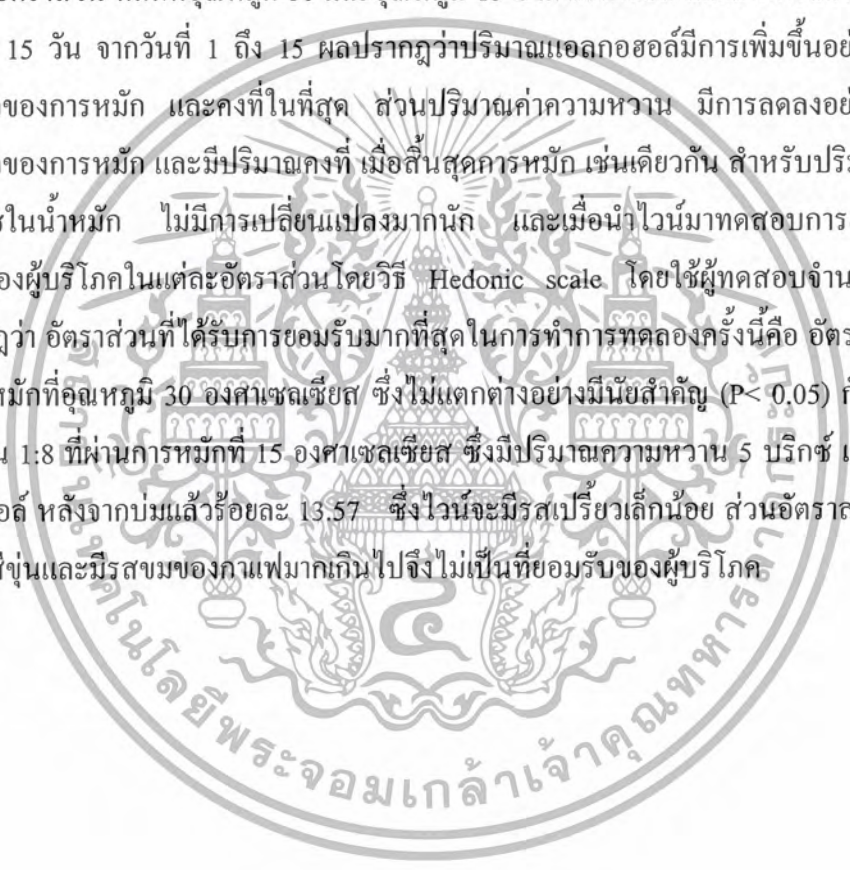 15 วัน จากวันที่ 1 ถึง 15 ผลปรากฎว่าปริมาณแอลกอฮอล์มีการเพิ่มขึ้นอย่
ของการหมัก และคงที่ในที่สุด ส่วนปริมาณค่าความหวาน มีการลดลงอย่
ของการหมัก และมีปริมาณคงที่ เมื่อสิ้นสุดการหมัก เช่นเดียวกัน สำหรับปริม
ในน้ำหมัก ไม่มีการเปลี่ยนแปลงมากนัก และเมื่อนำไวน์มาทดสอบการ
องผู้บริโภคในแต่ละอัตราส่วนโดยวิธี Hedonic scale โดยใช้ผู้ทดสอบจำน
ฎว่า อัตราส่วนที่ได้รับการยอมรับมากที่สุดในการทำการทดลองครั้งนี้คือ อัตร
หมักที่อุณหภูมิ 30 องศาเซลเซียส ซึ่งไม่แตกต่างอย่างมีนัยสำคัญ (P< 0.05) ก
น 1:8 ที่ผ่านการหมักที่ 15 องศาเซลเซียส ซึ่งมีปริมาณความหวาน 5 บริกซ์ แ
อล์ หลังจากบ่มแล้วร้อยละ 13.57 ซึ่งไวน์จะมีรสเปรี้ยวเล็กน้อย ส่วนอัตราส
สีขุ่นและมีรสขมของกาแฟมากเกินไปจึงไม่เป็นที่ยอมรับของผู้บริโภค
เทคโนโลยีพระจอมเกล้าเจ้าคุณทหารลาดกระบัง